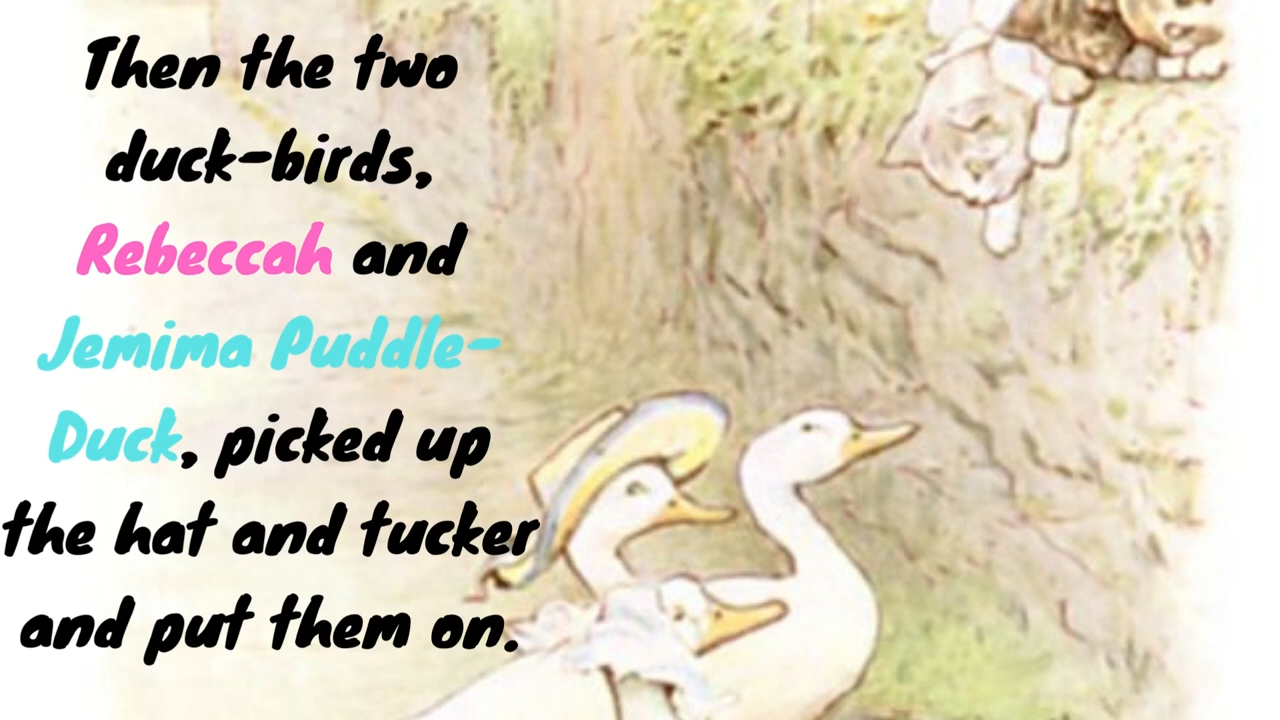 Then the two
duck-birds,
Rebeccah and
Jemima Puddle-
Duck, picked up
the hat and tucker
and put them on.